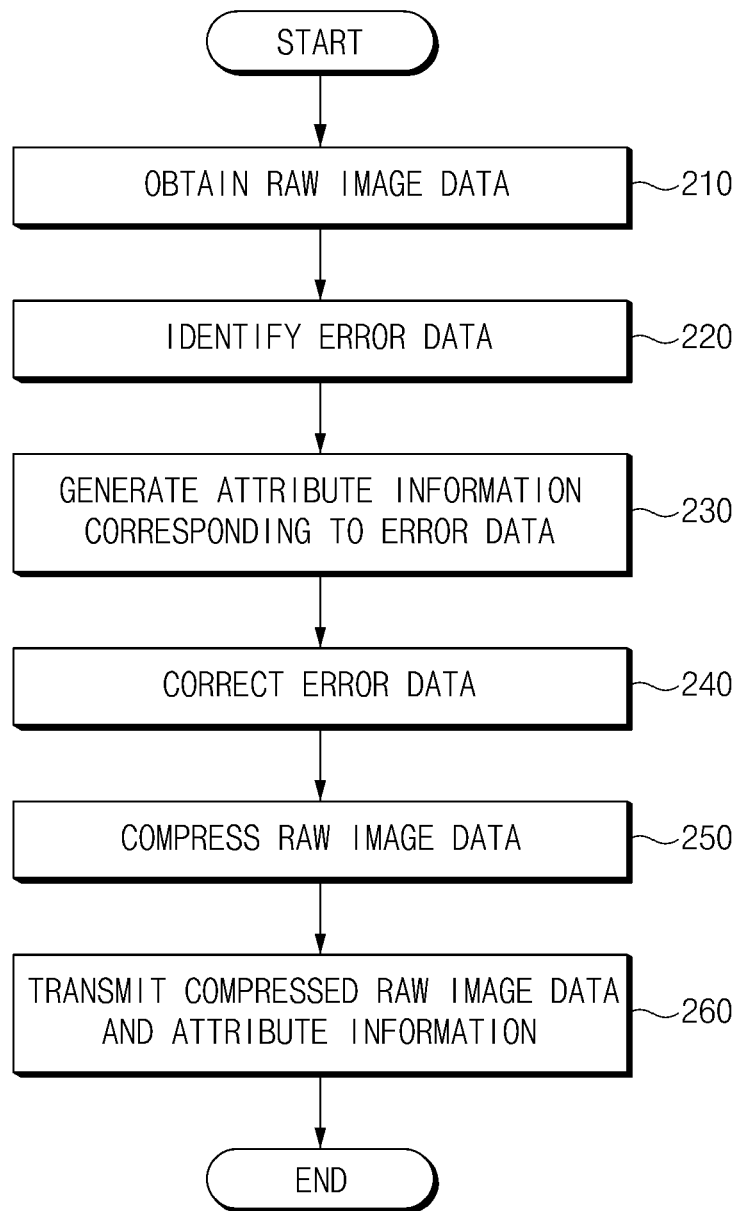 START
OBTAIN RAW IMAGE DATA
210
IDENTIFY ERROR DATA
220
GENERATE ATTRIBUTE INFORMATION
CORRESPONDING TO ERROR DATA
230
CORRECT ERROR DATA
240
COMPRESS RAW IMAGE DATA
250
TRANSMIT COMPRESSED RAW IMAGE DATA
AND ATTRIBUTE INFORMATION
260
END